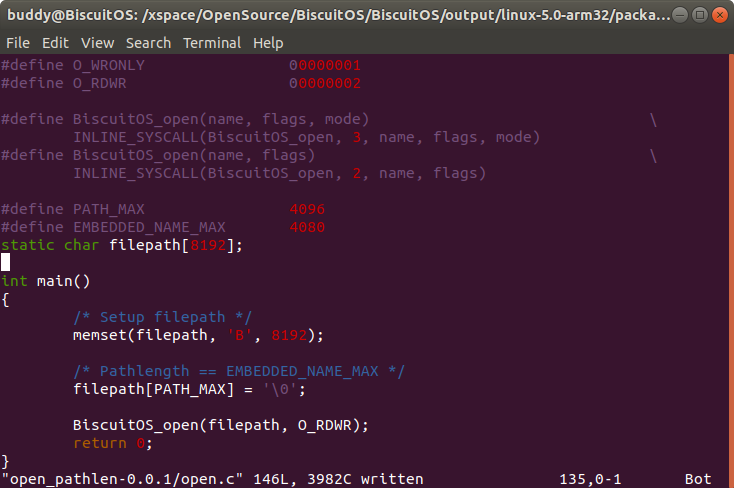 buddy@BiscuitOS: /xspace/OpenSource/BiscuitOS/BiscuitOS/output/linux-5.0-arm32/packa...
File Edit View Search Terminal Help
#define O_WRONLY                00000001
#define O_RDWR                  00000002

#define BiscuitOS_open(name, flags, mode)                               \
        INLINE_SYSCALL(BiscuitOS_open, 3, name, flags, mode)
#define BiscuitOS_open(name, flags)                                     \
        INLINE_SYSCALL(BiscuitOS_open, 2, name, flags)

#define PATH_MAX                4096
#define EMBEDDED_NAME_MAX       4080
static char filepath[8192];

int main()
{
        /* Setup filepath */
        memset(filepath, 'B', 8192);

        /* Pathlength == EMBEDDED_NAME_MAX */
        filepath[PATH_MAX] = '\0';

        BiscuitOS_open(filepath, O_RDWR);
        return 0;
}
"open_pathlen-0.0.1/open.c" 146L, 3982C written                135,0-1       Bot